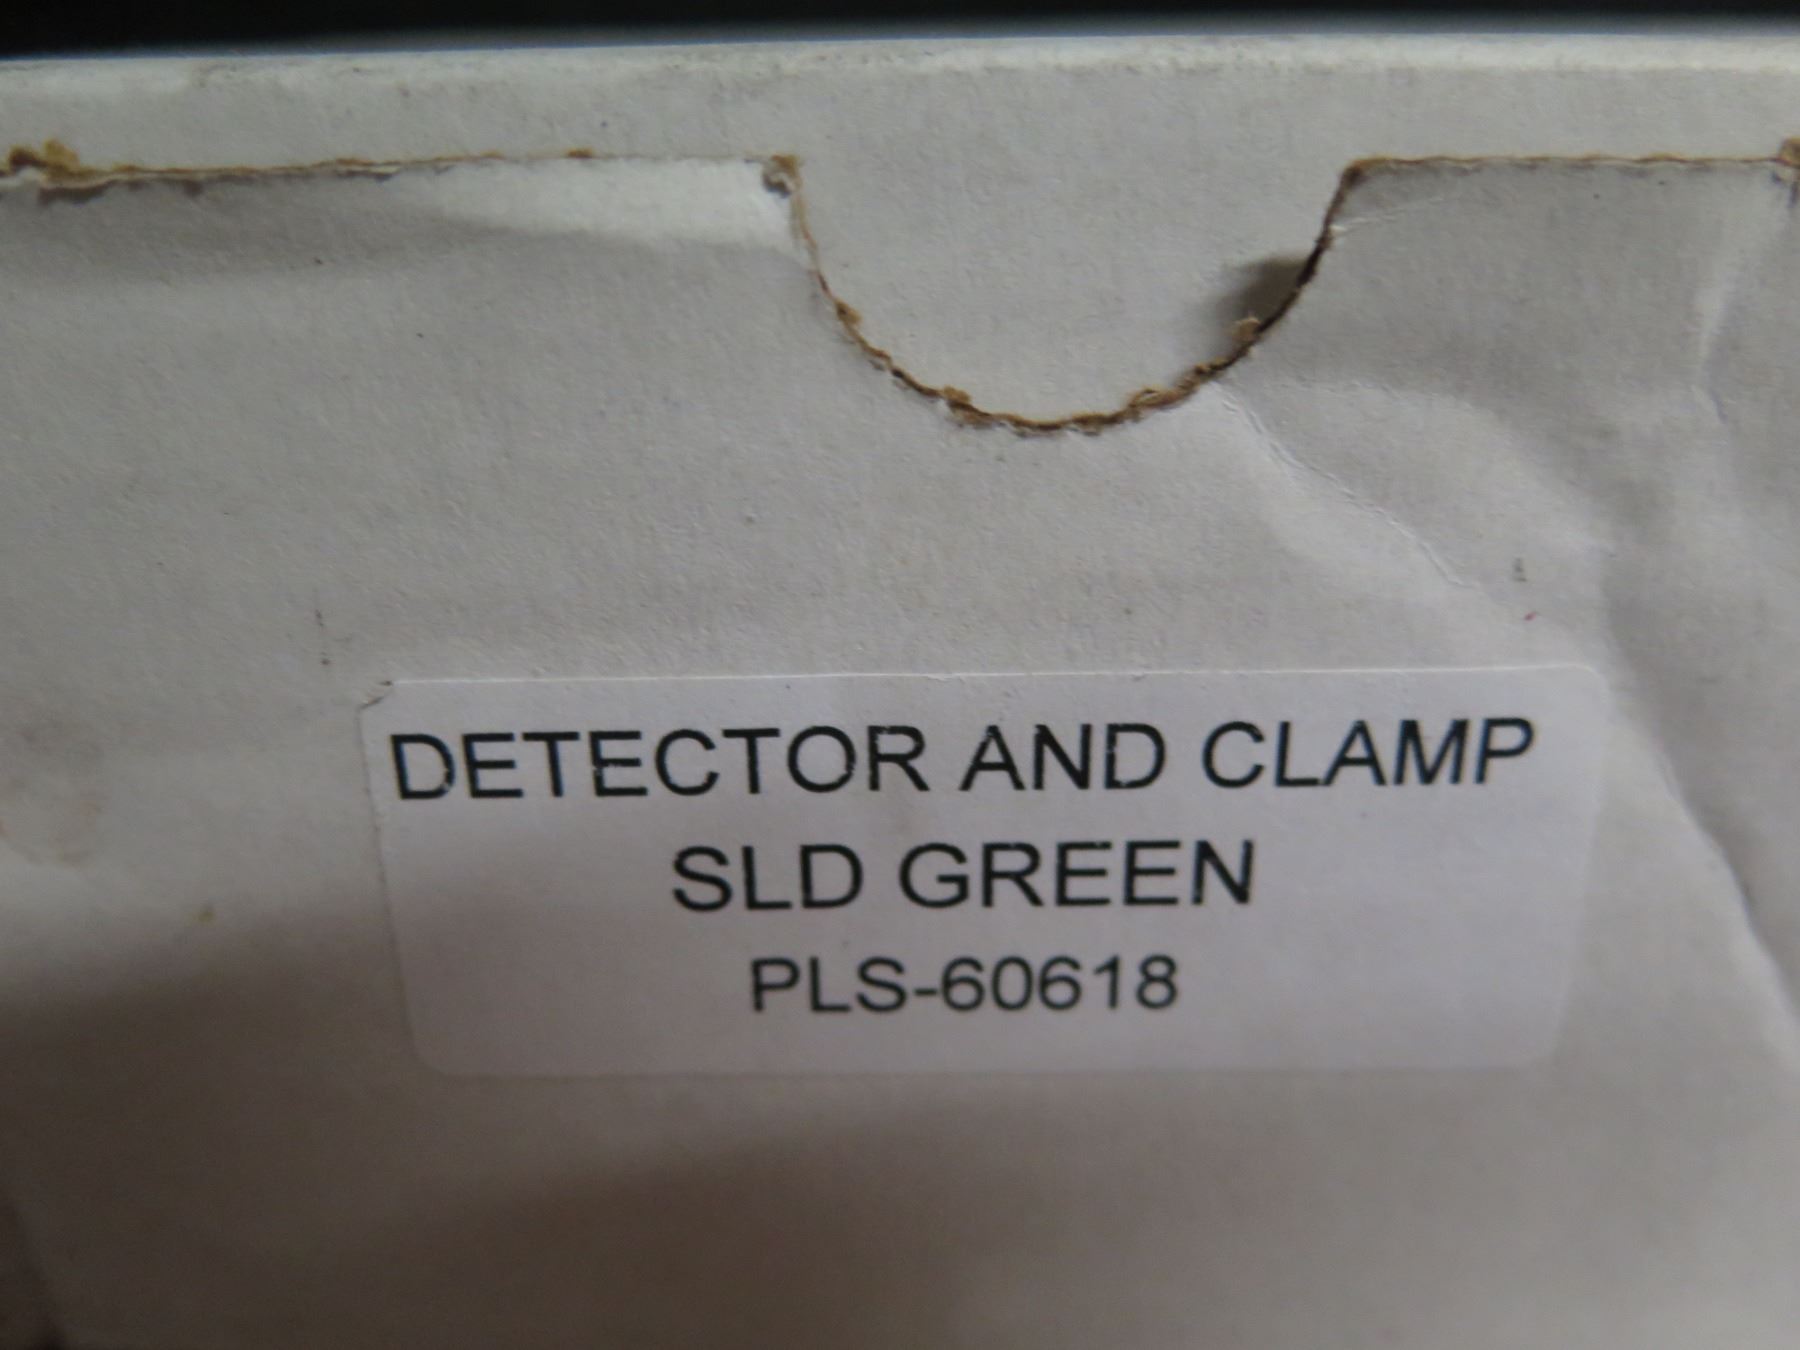 DETECTOR AND CLAMP
SLD GREEN
PLS-60618